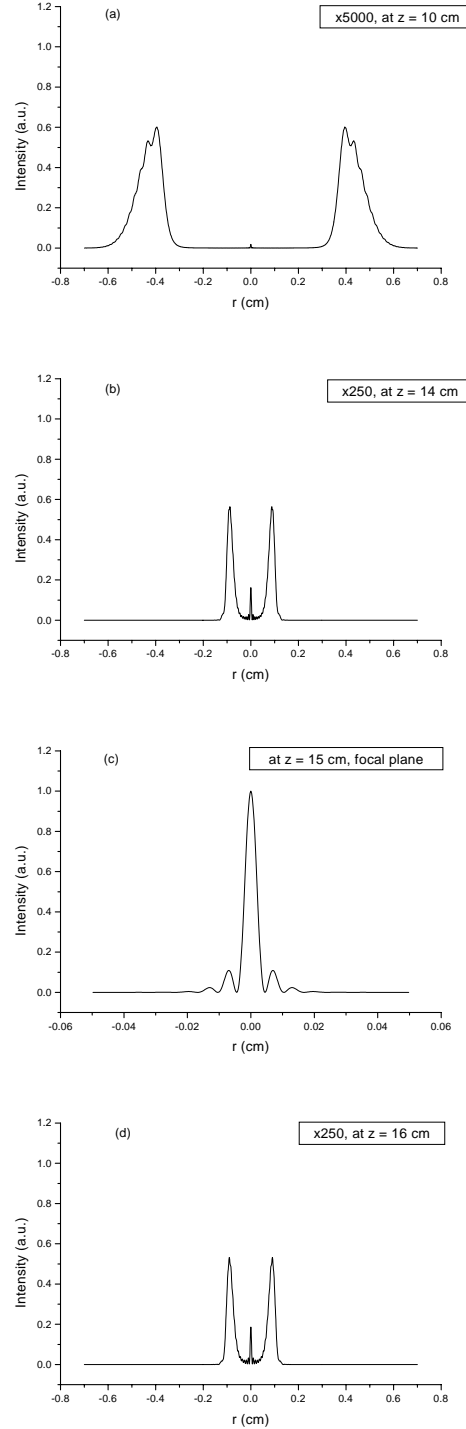 (a)
x5000, at z = 10 cm
1.2
1.0
0.8
0.6
0.4
0.2
0.0
Intensity (a.u.)
-0.8 -0.6 -0.4 -0.2 0.0 0.2 0.4 0.6 0.8
r (cm)
(b)
x250, at z = 14 cm
1.2
1.0
0.8
0.6
0.4
0.2
0.0
Intensity (a.u.)
-0.8 -0.6 -0.4 -0.2 0.0 0.2 0.4 0.6 0.8
r (cm)
(c)
at z = 15 cm, focal plane
1.2
1.0
0.8
0.6
0.4
0.2
0.0
Intensity (a.u.)
-0.06 -0.04 -0.02 0.00 0.02 0.04 0.06
r (cm)
(d)
x250, at z = 16 cm
1.2
1.0
0.8
0.6
0.4
0.2
0.0
Intensity (a.u.)
-0.8 -0.6 -0.4 -0.2 0.0 0.2 0.4 0.6 0.8
r (cm)